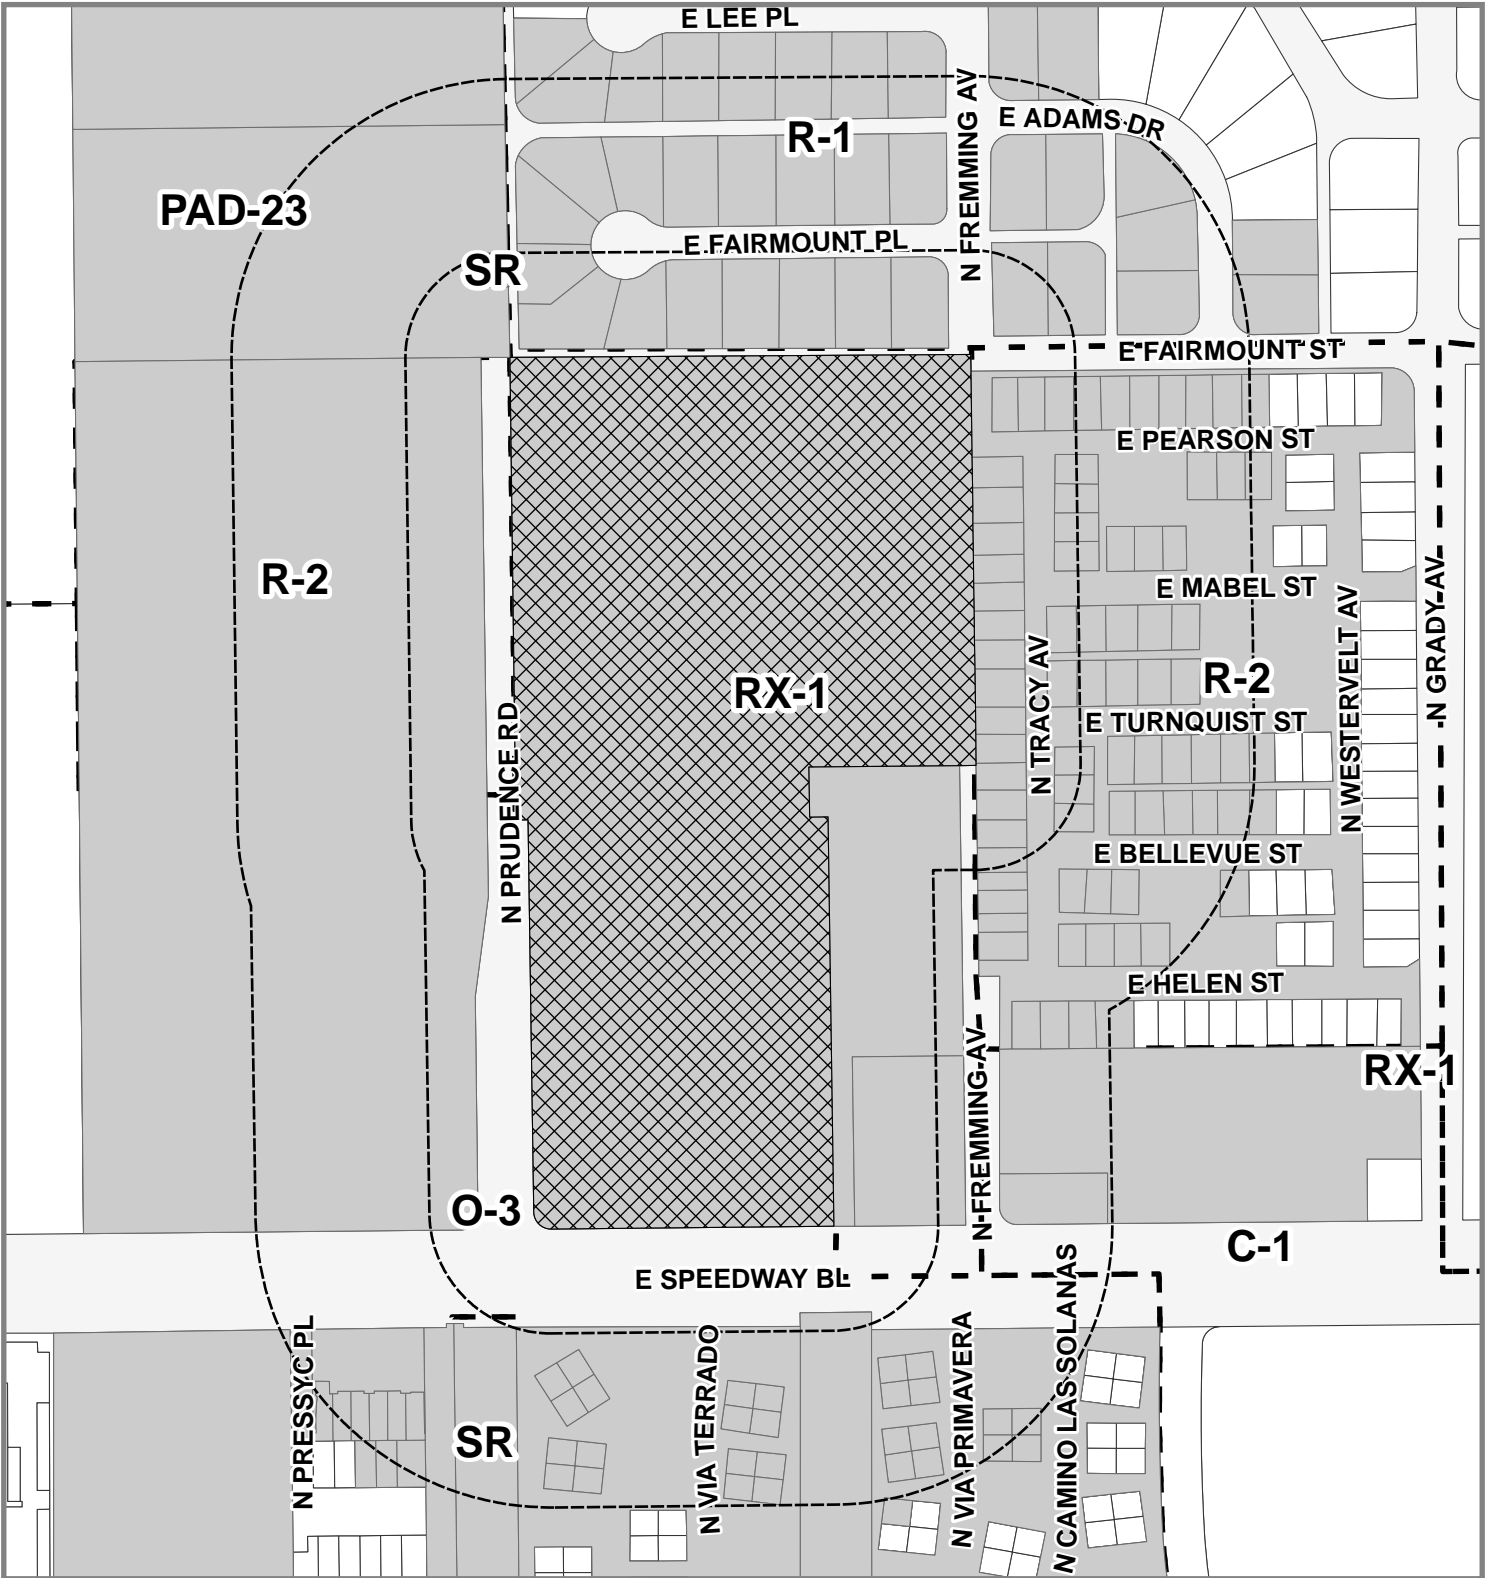 E LEE PL
E ADAMS DR
R-1
N FREMMING AV
PAD-23
E FAIRMOUNT PL
SR
E FAIRMOUNT ST
E PEARSON ST
R-2
E MABEL ST
N GRADY AV
N WESTERVELT AV
R-2
RX-1
N TRACY AV
E TURNQUIST ST
N PRUDENCE RD
E BELLEVUE ST
E HELEN ST
RX-1
N FREMMING AV
O-3
C-1
E SPEEDWAY BL
N PRESSYC PL
SR
N VIA TERRADO
N VIA PRIMAVERA
N CAMINO LAS SOLANAS